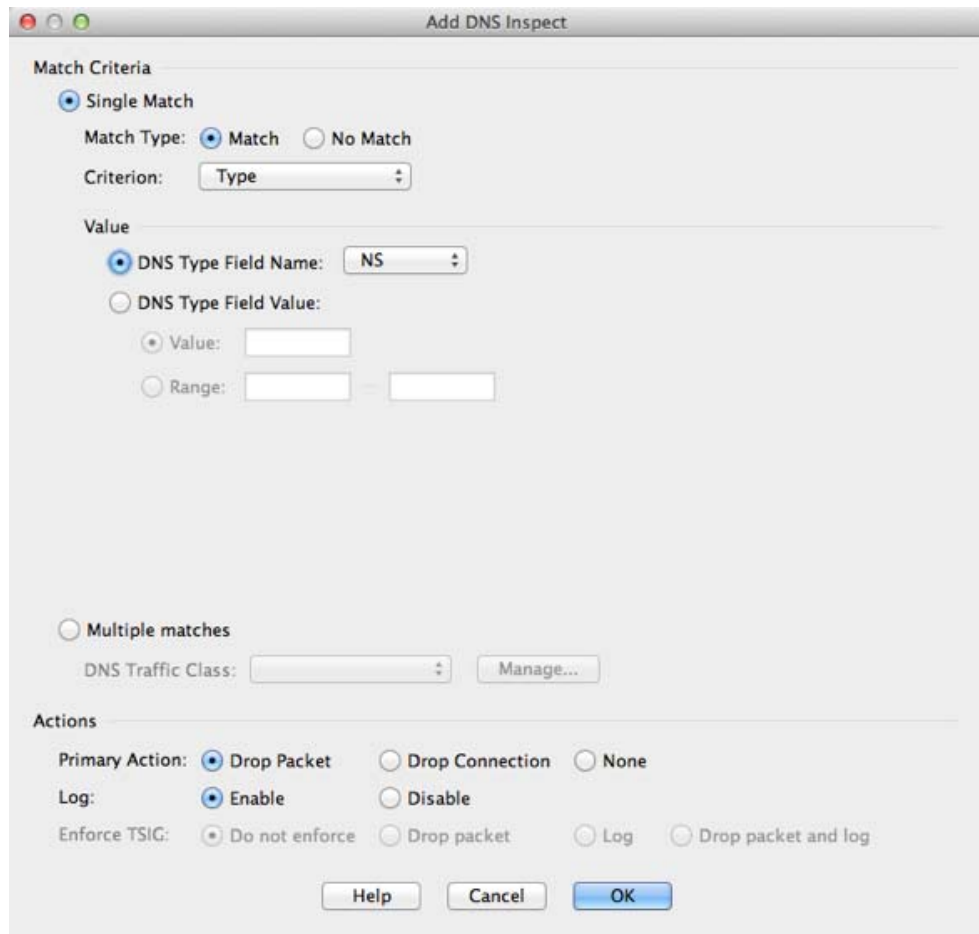 Add DNS Inspect
Match Criteria
Single Match
Match Type: Match No Match
Criterion: Type
Value
DNS Type Field Name: NS
DNS Type Field Value:
Value:
Range: –
Multiple matches
DNS Traffic Class: Manage...
Actions
Primary Action: Drop Packet Drop Connection None
Log: Enable Disable
Enforce TSIG: Do not enforce Drop packet Log Drop packet and log
Help Cancel OK